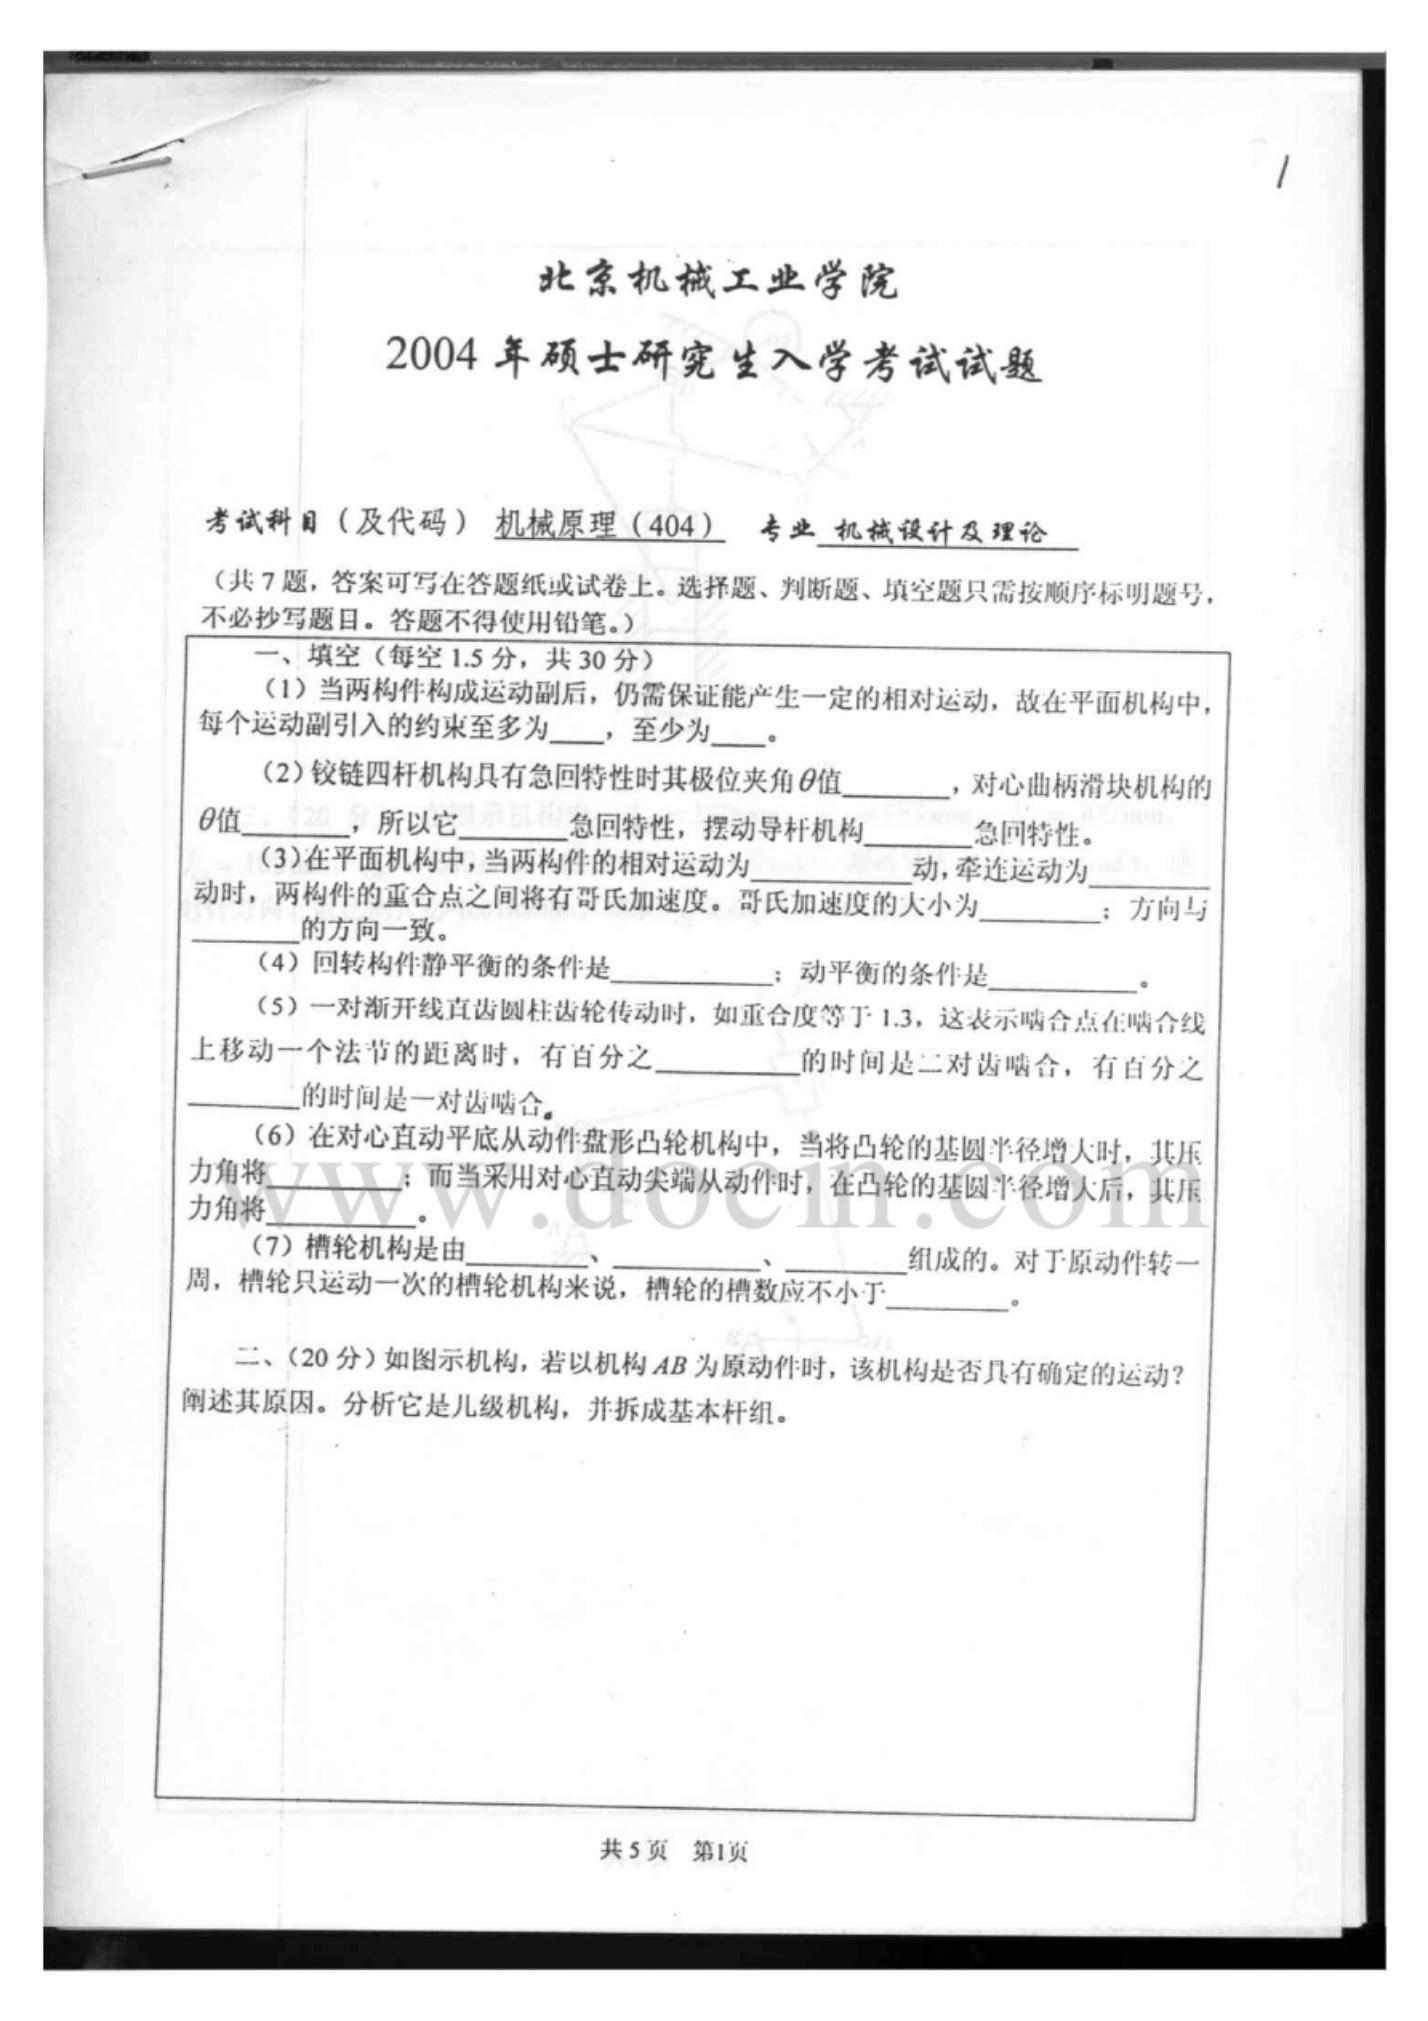 1
北京机械工业学院
2004 年硕士研究生入学考试试题
考试科目（及代码） 机械原理（404） 专业 机械设计及理论
（共 7 题，答案可写在答题纸或试卷上。选择题、判断题、填空题只需按顺序标明题号，
不必抄写题目。答题不得使用铅笔。）
一、填空（每空 1.5 分，共 30 分）
（1）当两构件构成运动副后，仍需保证能产生一定的相对运动，故在平面机构中，
每个运动副引入的约束至多为____，至少为____。
（2）铰链四杆机构具有急回特性时其极位夹角θ值________，对心曲柄滑块机构的
θ值________，所以它________急回特性，摆动导杆机构________急回特性。
（3）在平面机构中，当两构件的相对运动为____________动，牵连运动为_________
动时，两构件的重合点之间将有哥氏加速度。哥氏加速度的大小为_________；方向与
________的方向一致。
（4）回转构件静平衡的条件是____________；动平衡的条件是___________。
（5）一对渐开线直齿圆柱齿轮传动时，如重合度等于 1.3，这表示啮合点在啮合线
上移动一个法节的距离时，有百分之__________的时间是二对齿啮合，有百分之
________的时间是一对齿啮合。
（6）在对心直动平底从动件盘形凸轮机构中，当将凸轮的基圆半径增大时，其压
力角将__________；而当采用对心直动尖端从动件时，在凸轮的基圆半径增大后，其压
力角将___________。
（7）槽轮机构是由_________、___________、_________组成的。对于原动件转一
周，槽轮只运动一次的槽轮机构来说，槽轮的槽数应不小于_________。
二、（20 分）如图示机构，若以机构 AB 为原动件时，该机构是否具有确定的运动？
阐述其原因。分析它是几级机构，并拆成基本杆组。
www.docin.com
共 5 页 第1页